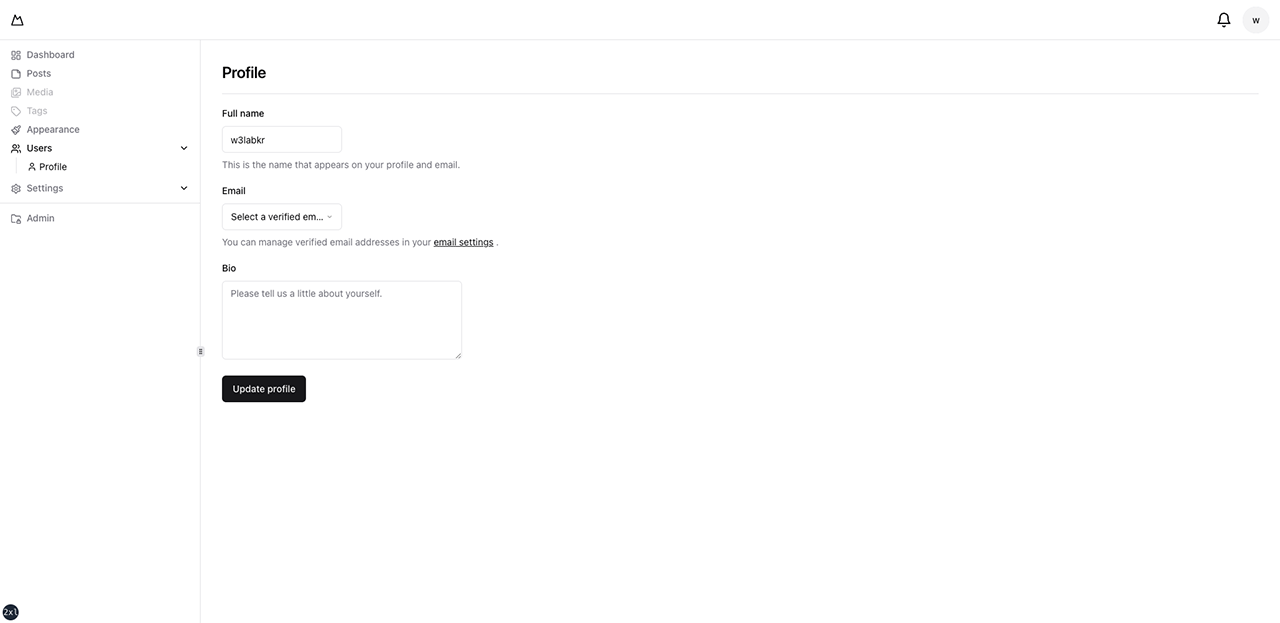 w
Dashboard
Posts
Media
Tags
Appearance
Users
Profile
Settings
Admin
Profile
Full name
w3labkr
This is the name that appears on your profile and email.
Email
Select a verified em...
You can manage verified email addresses in your email settings .
Bio
Please tell us a little about yourself.
Update profile
2xl